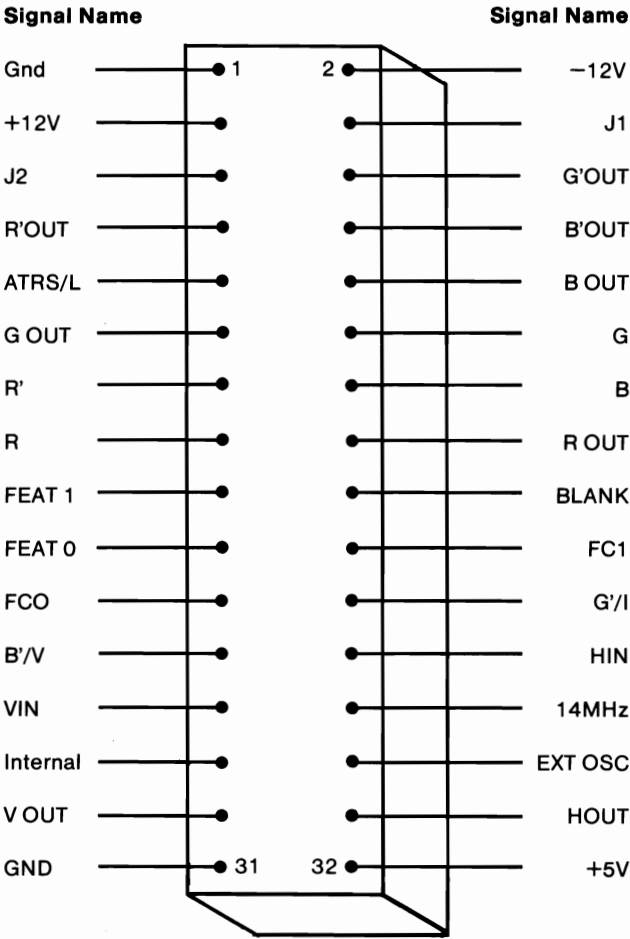 Signal Name Signal Name
Gnd 1 2 −12V
+12V J1
J2 G'OUT
R'OUT B'OUT
ATRS/L B OUT
G OUT G
R' B
R R OUT
FEAT 1 BLANK
FEAT 0 FC1
FCO G'/I
B'/V HIN
VIN 14MHz
Internal EXT OSC
V OUT HOUT
GND 31 32 +5V